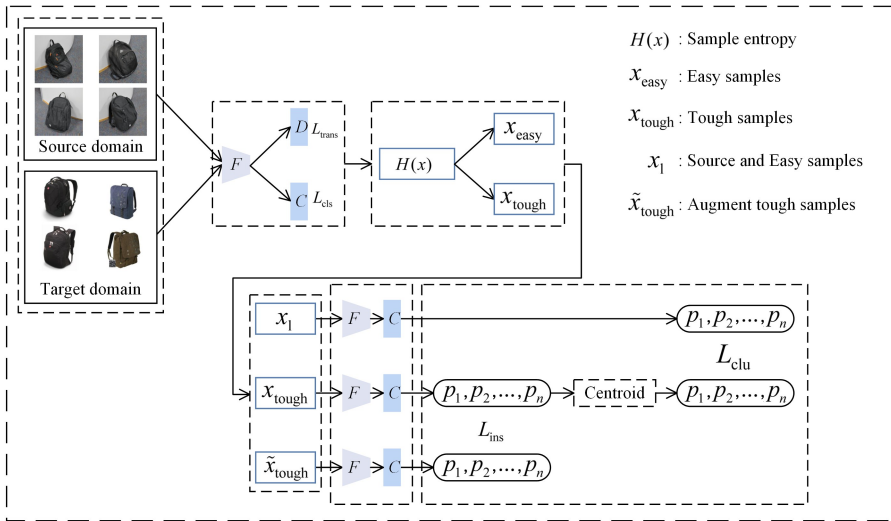 Source domain
Target domain
F
D
L_trans
C
L_cls
H(x)
x_easy
x_tough
H(x) : Sample entropy
x_easy : Easy samples
x_tough : Tough samples
x_l : Source and Easy samples
x̃_tough : Augment tough samples
x_l
F
C
p_1, p_2, ..., p_n
L_clu
x_tough
F
C
p_1, p_2, ..., p_n
Centroid
p_1, p_2, ..., p_n
L_ins
x̃_tough
F
C
p_1, p_2, ..., p_n